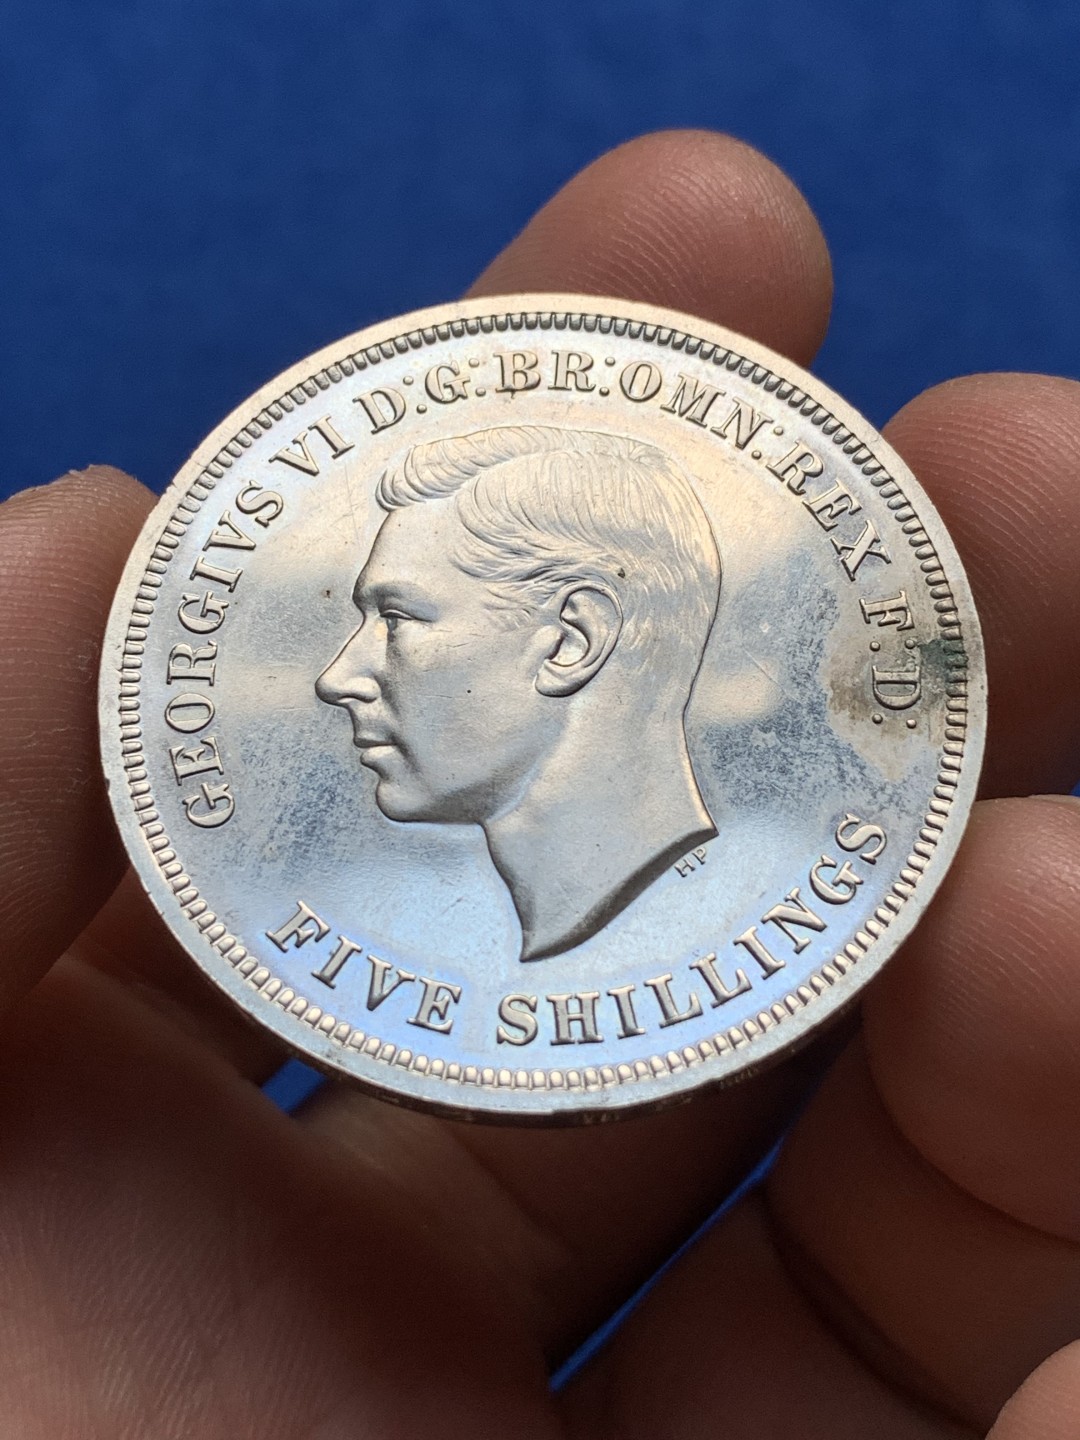 GEORGIVS VI D:G:BR:OMN:REX F:D:
HP
FIVE SHILLINGS